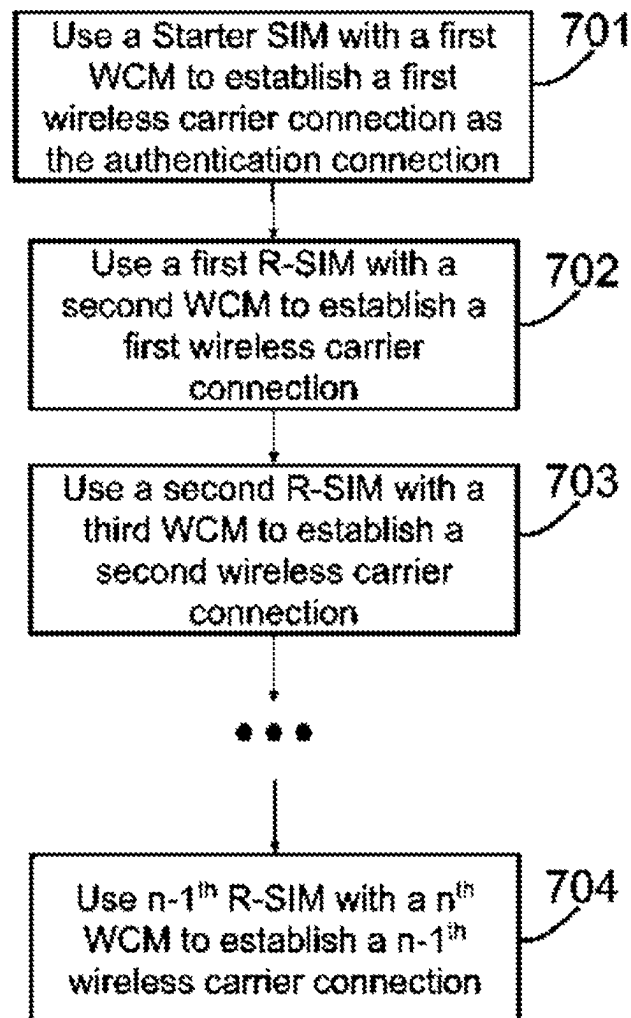 Use a Starter SIM with a first
WCM to establish a first
wireless carrier connection as
the authentication connection
701
Use a first R-SIM with a
second WCM to establish a
first wireless carrier
connection
702
Use a second R-SIM with a
third WCM to establish a
second wireless carrier
connection
703
Use n-1th R-SIM with a nth
WCM to establish a n-1th
wireless carrier connection
704